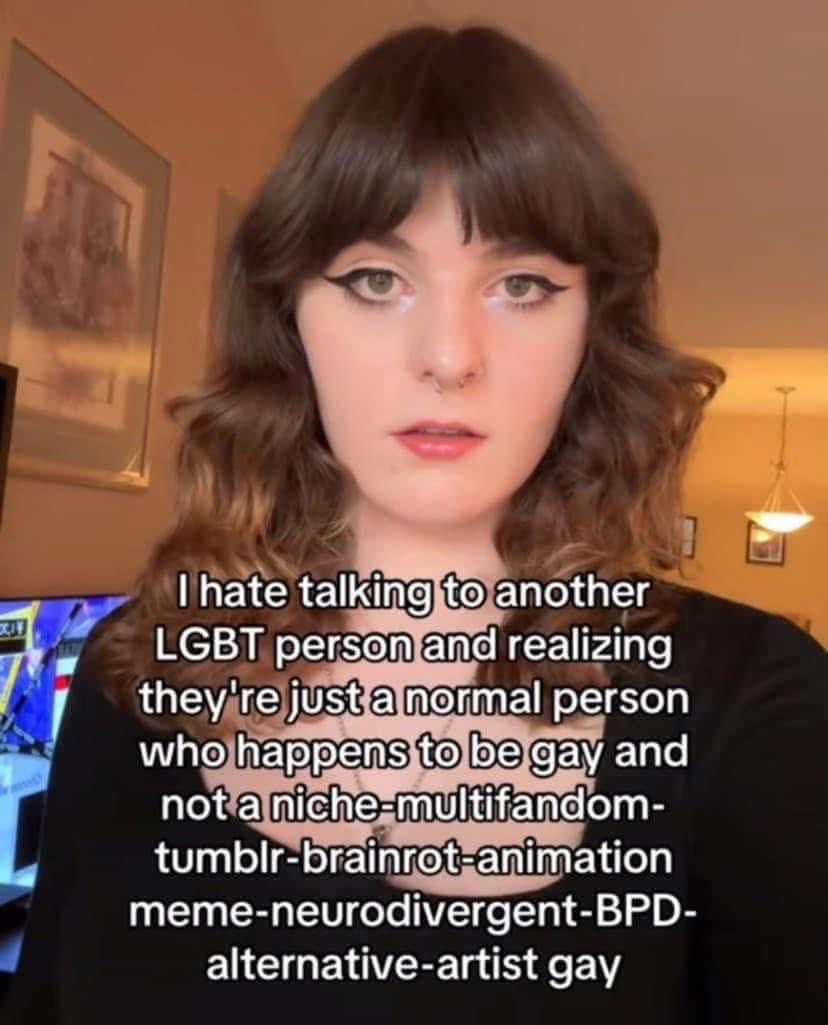 I hate talking to another
LGBT person and realizing
they're just a normal person
who happens to be gay and
not a niche-multifandom-
tumblr-brainrot-animation
meme-neurodivergent-BPD-
alternative-artist gay